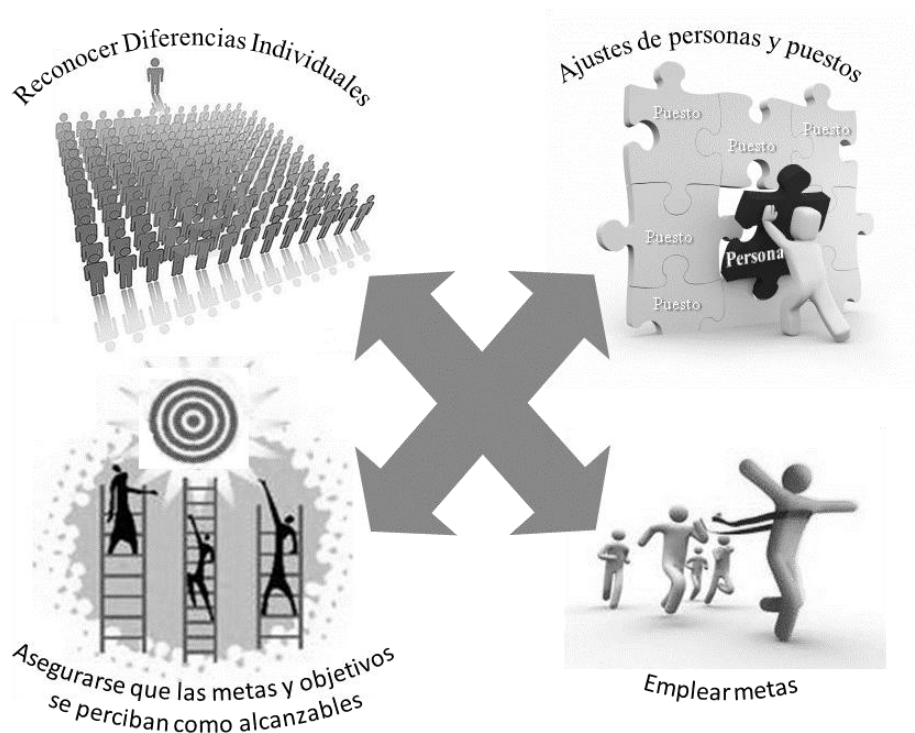 Reconocer Diferencias Individuales
Ajustes de personas y puestos
Puesto
Puesto
Puesto
Puesto
Persona
Puesto
Asegurarse que las metas y objetivos
se perciban como alcanzables
Emplear metas